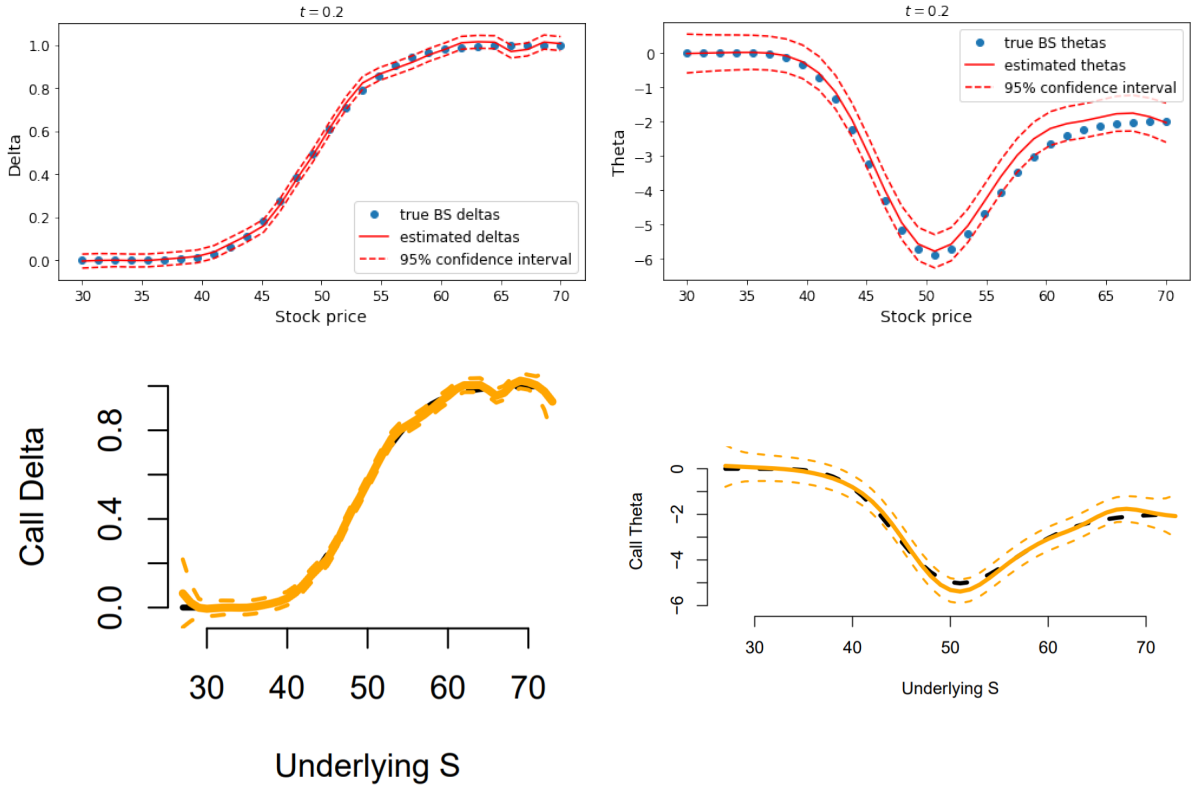 t = 0.2
1.0
0.8
0.6
0.4
0.2
0.0
Delta
true BS deltas
estimated deltas
95% confidence interval
30 35 40 45 50 55 60 65 70
Stock price
t = 0.2
0
−1
−2
−3
−4
−5
−6
Theta
true BS thetas
estimated thetas
95% confidence interval
30 35 40 45 50 55 60 65 70
Stock price
Call Delta
0.8
0.4
0.0
30 40 50 60 70
Underlying S
Call Theta
0
−2
−4
−6
30 40 50 60 70
Underlying S